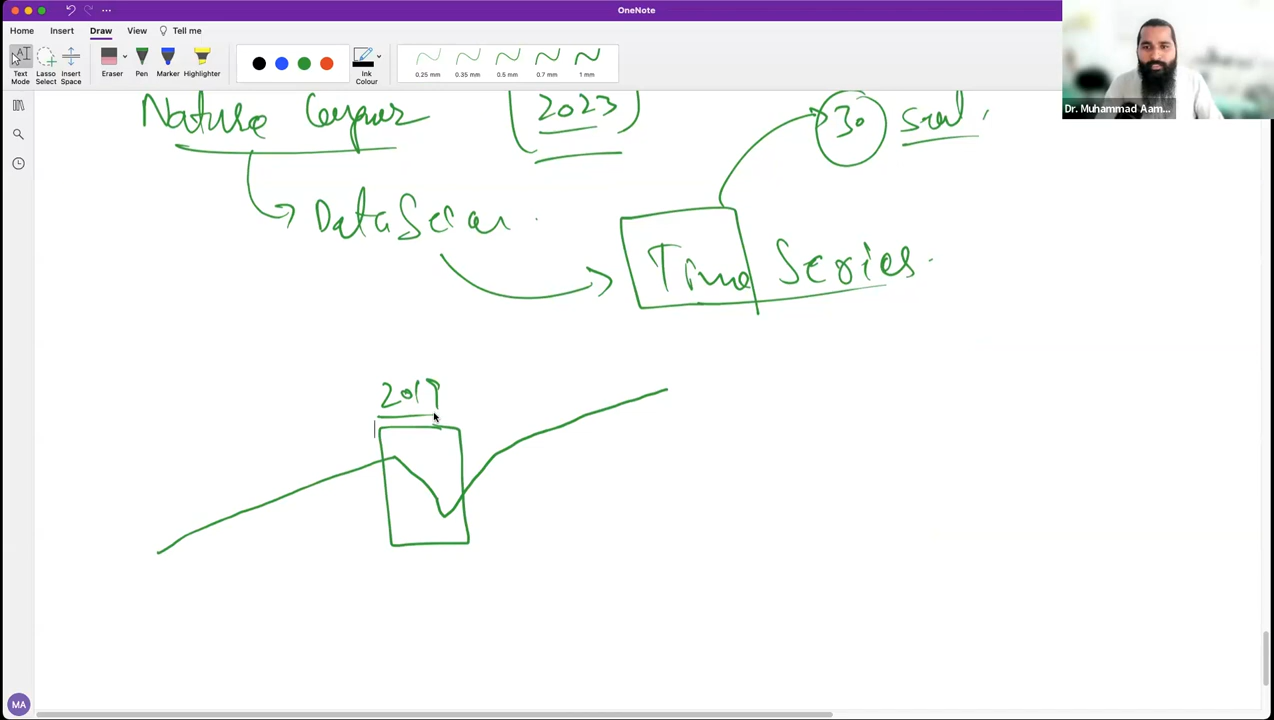 OneNote
Home Insert Draw View Tell me
Text Mode Lasso Select Insert Space Eraser Pen Marker Highlighter Ink Colour 0.25 mm 0.35 mm 0.5 mm 0.7 mm 1 mm
Dr. Muhammad Aam...
Nature (2023) 30
Time Series.
2019
MA